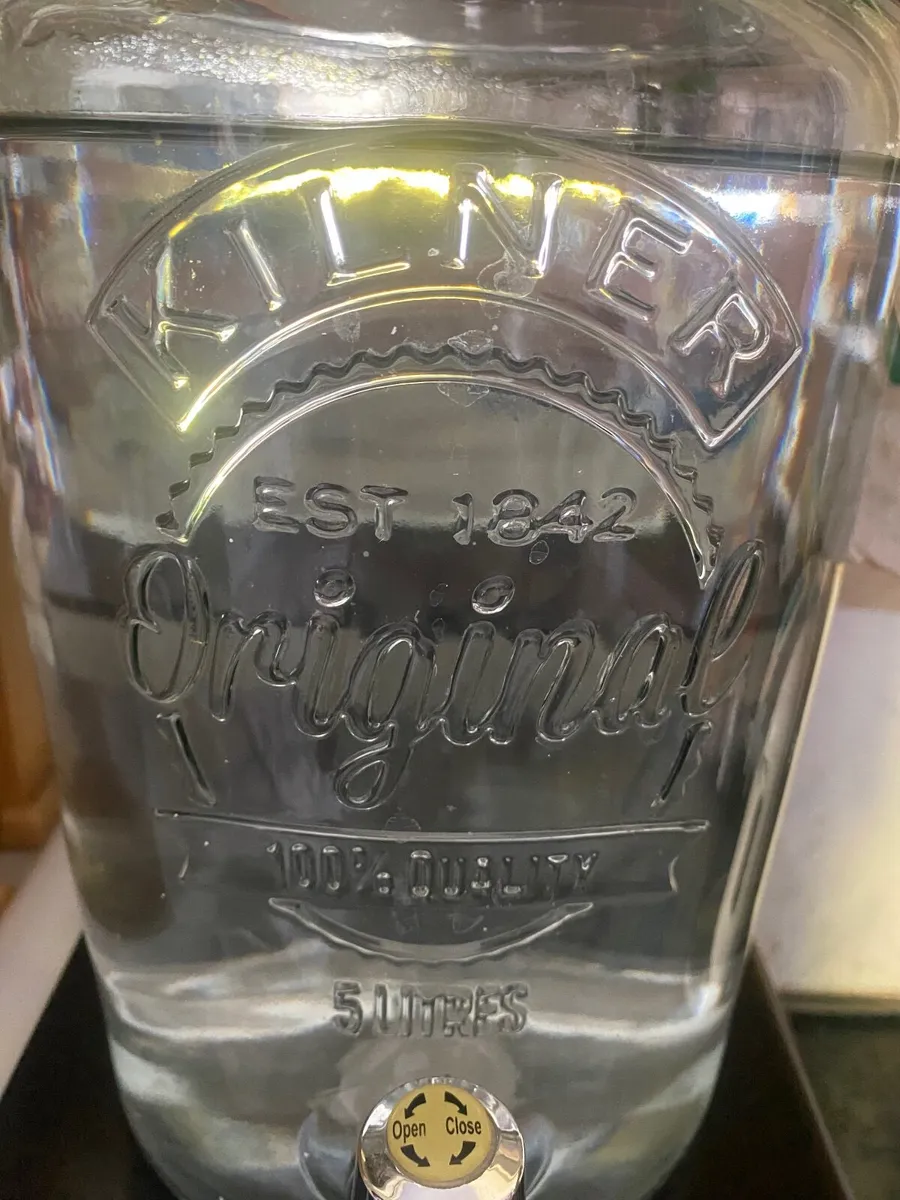 KILNER
EST 1842
Original
100% QUALITY
5 LITRES
Open Close